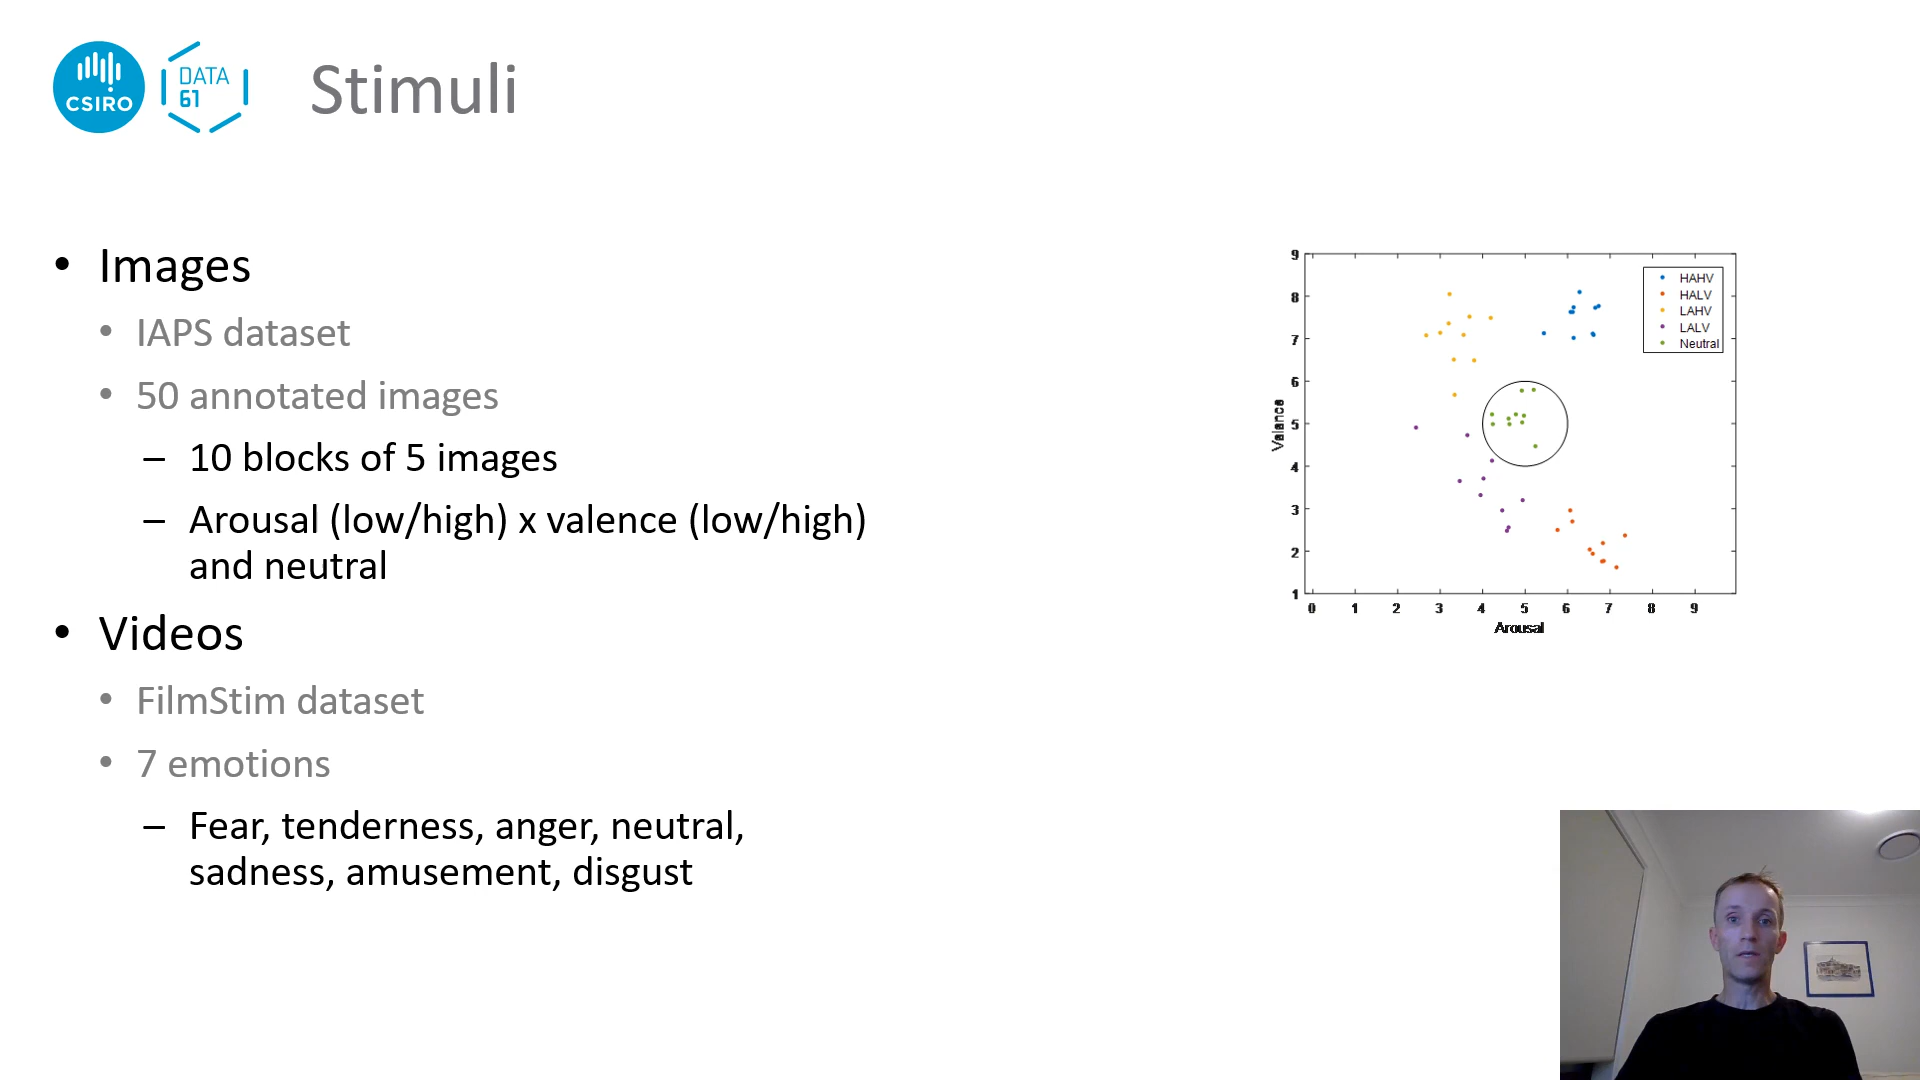 CSIRO
DATA
61
Stimuli
• Images
• IAPS dataset
• 50 annotated images
– 10 blocks of 5 images
– Arousal (low/high) x valence (low/high)
and neutral
• Videos
• FilmStim dataset
• 7 emotions
– Fear, tenderness, anger, neutral,
sadness, amusement, disgust
9
8
7
6
5
4
3
2
1
Valance
0 1 2 3 4 5 6 7 8 9
Arousal
HAHV
HALV
LAHV
LALV
Neutral